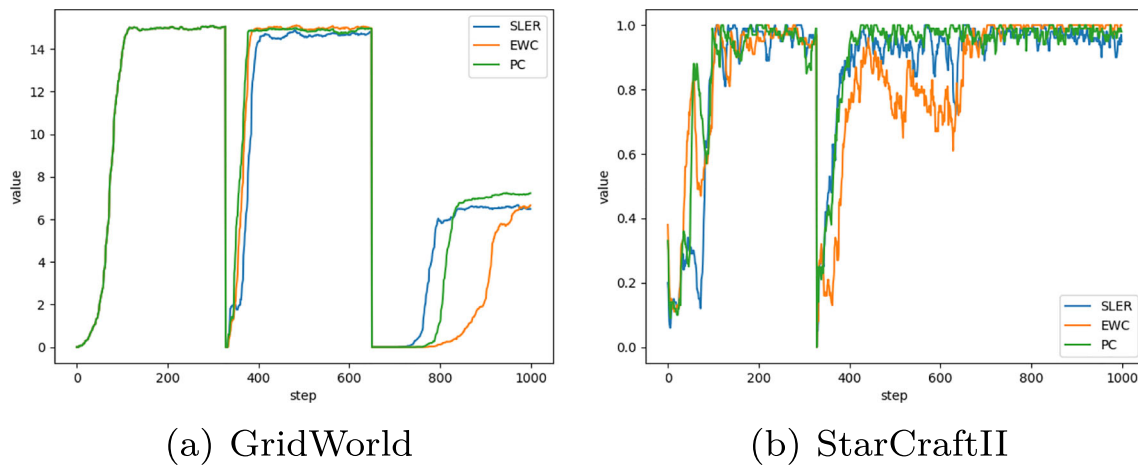 14
12
10
8
6
4
2
0
value
0 200 400 600 800 1000
step
SLER
EWC
PC
(a) GridWorld
1.0
0.8
0.6
0.4
0.2
0.0
value
0 200 400 600 800 1000
step
SLER
EWC
PC
(b) StarCraftII